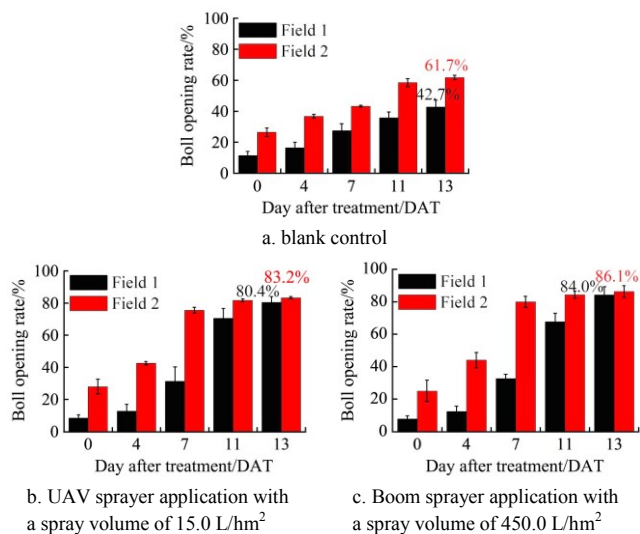 100
80
60
40
20
0
Boll opening rate/%
Field 1
Field 2
61.7%
42.7%
0 4 7 11 13
Day after treatment/DAT
a. blank control
100
80
60
40
20
0
Boll opening rate/%
Field 1
Field 2
80.4%
83.2%
0 4 7 11 13
Day after treatment/DAT
b. UAV sprayer application with
a spray volume of 15.0 L/hm²
100
80
60
40
20
0
Boll opening rate/%
Field 1
Field 2
84.0%
86.1%
0 4 7 11 13
Day after treatment/DAT
c. Boom sprayer application with
a spray volume of 450.0 L/hm²